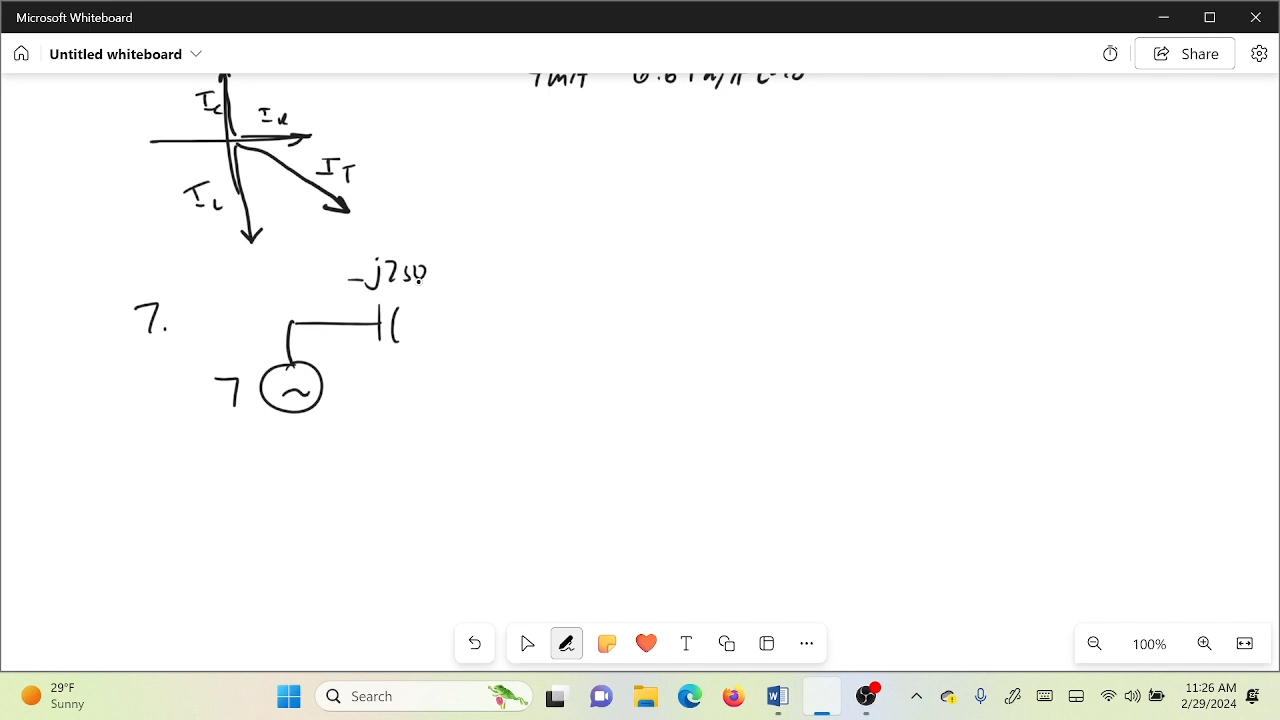 Microsoft Whiteboard
Untitled whiteboard
Share
I_C
I_R
I_T
I_L
-j250
7.
7
~
100%
29°F
Sunny
Search
11:26 AM
2/29/2024